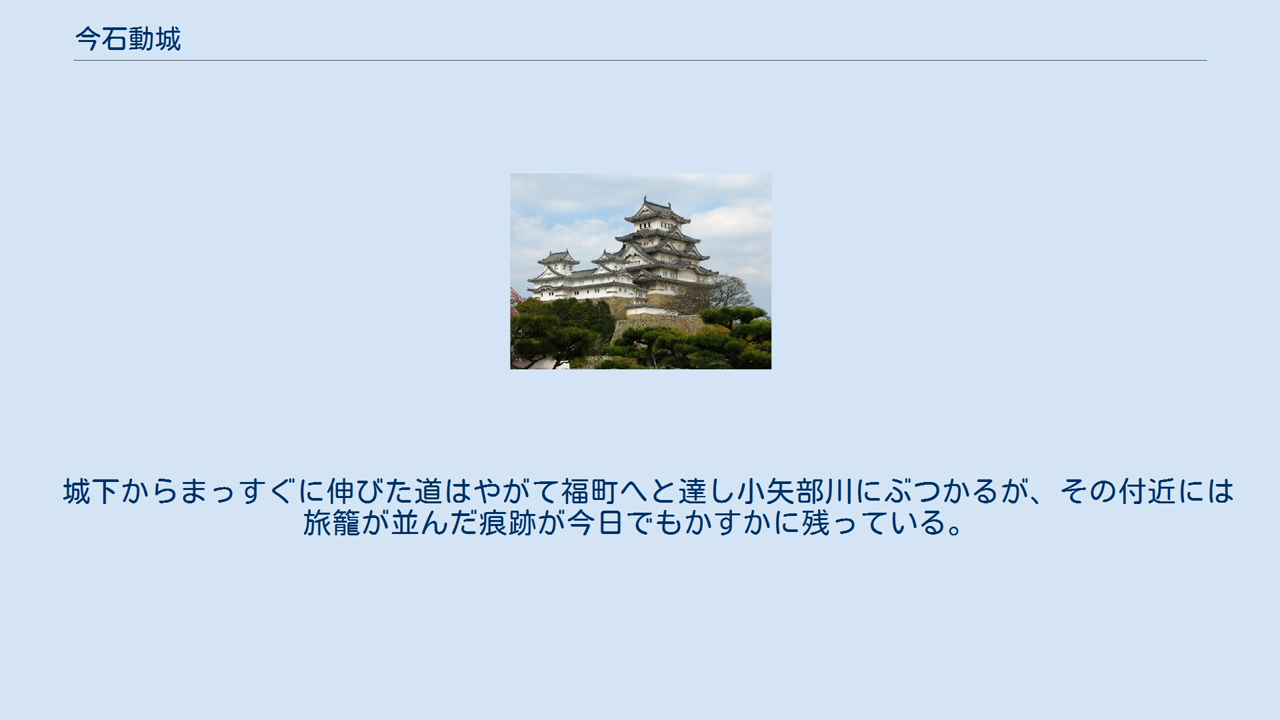 今石動城
城下からまっすぐに伸びた道はやがて福町へと達し小矢部川にぶつかるが、その付近には
旅籠が並んだ痕跡が今日でもかすかに残っている。